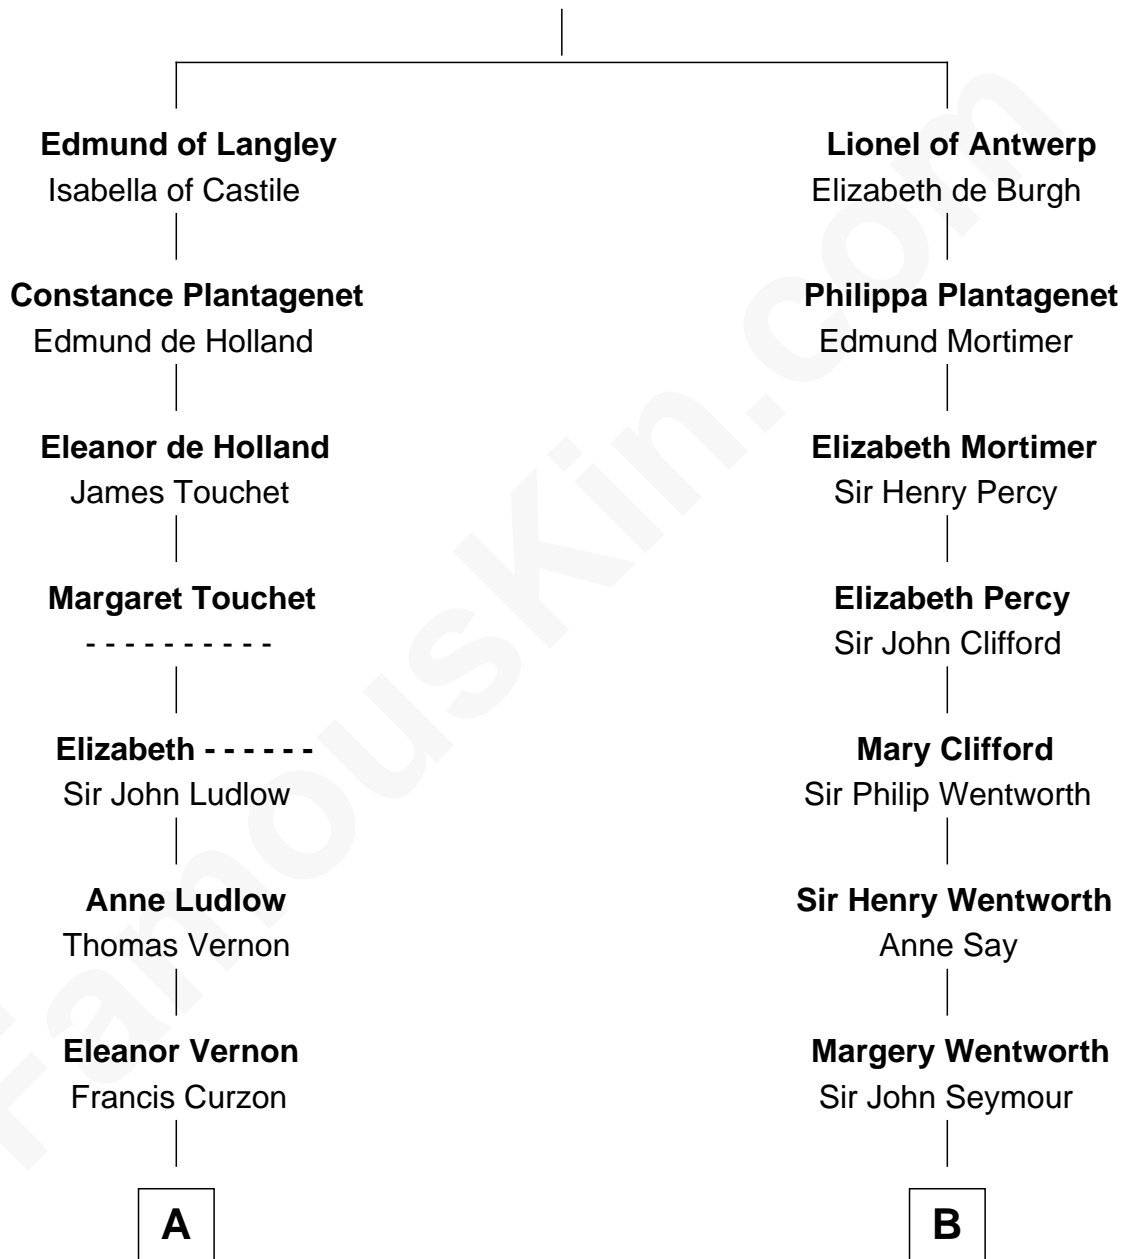 Edmund of Langley
Isabella of Castile
Constance Plantagenet
Edmund de Holland
Eleanor de Holland
James Touchet
Margaret Touchet
- - - - - - - - - -
Elizabeth - - - - - -
Sir John Ludlow
Anne Ludlow
Thomas Vernon
Eleanor Vernon
Francis Curzon
A
Lionel of Antwerp
Elizabeth de Burgh
Philippa Plantagenet
Edmund Mortimer
Elizabeth Mortimer
Sir Henry Percy
Elizabeth Percy
Sir John Clifford
Mary Clifford
Sir Philip Wentworth
Sir Henry Wentworth
Anne Say
Margery Wentworth
Sir John Seymour
B
FamousKin.com